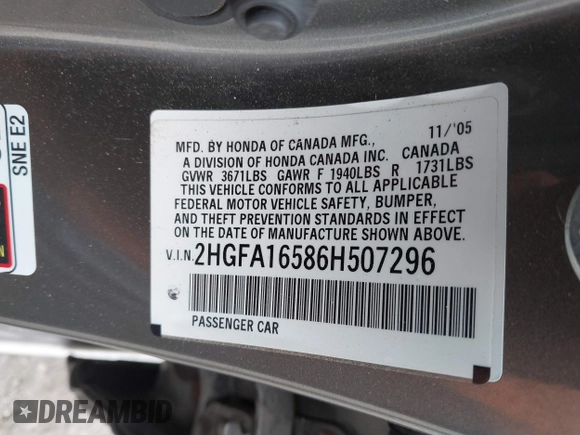 SNE E2
MFD. BY HONDA OF CANADA MFG., 11/'05
A DIVISION OF HONDA CANADA INC. CANADA
GVWR 3671LBS GAWR F 1940LBS R 1731LBS
THIS VEHICLE CONFORMS TO ALL APPLICABLE
FEDERAL MOTOR VEHICLE SAFETY, BUMPER,
AND THEFT PREVENTION STANDARDS IN EFFECT
ON THE DATE OF MANUFACTURE SHOWN ABOVE.
V.I.N. 2HGFA16586H507296
PASSENGER CAR
DREAMBID